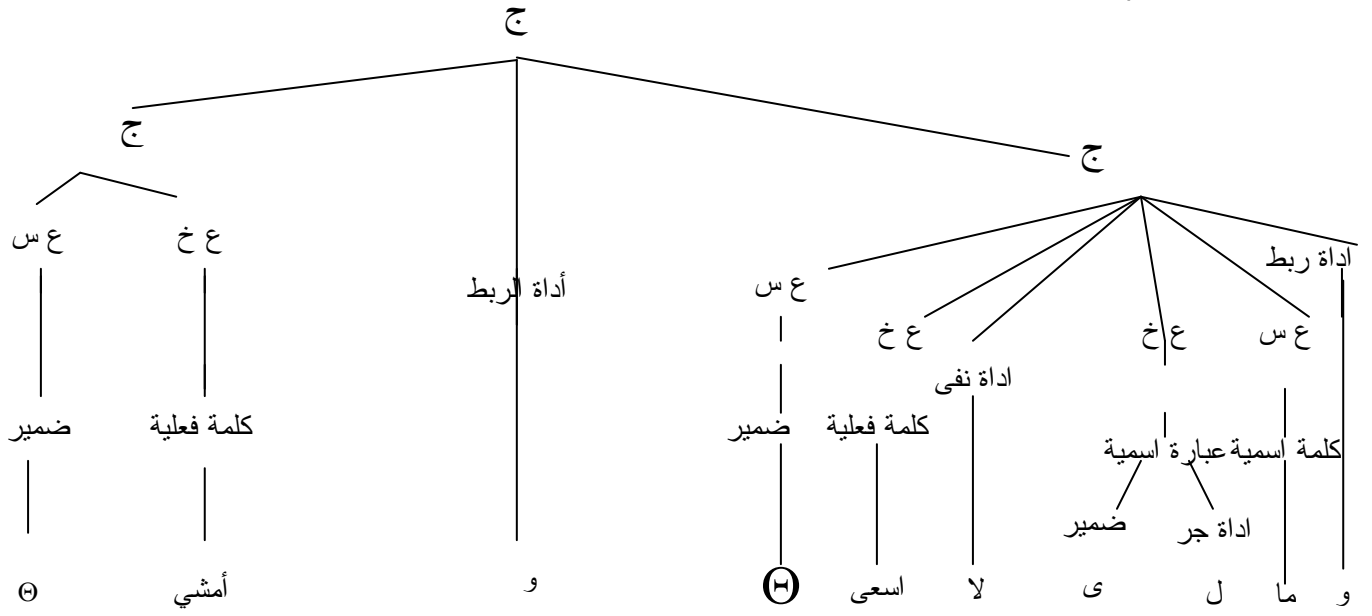 ج
ج
ج
ع س ع خ ع س
اداة ربط
أداة الربط
ع س ع خ ع خ
اداة نفى
كلمة اسمية عبارة اسمية كلمة فعلية ضمير كلمة فعلية ضمير
اداة جر ضمير
و ما ل ى لا اسعى Θ و أمشي Θ